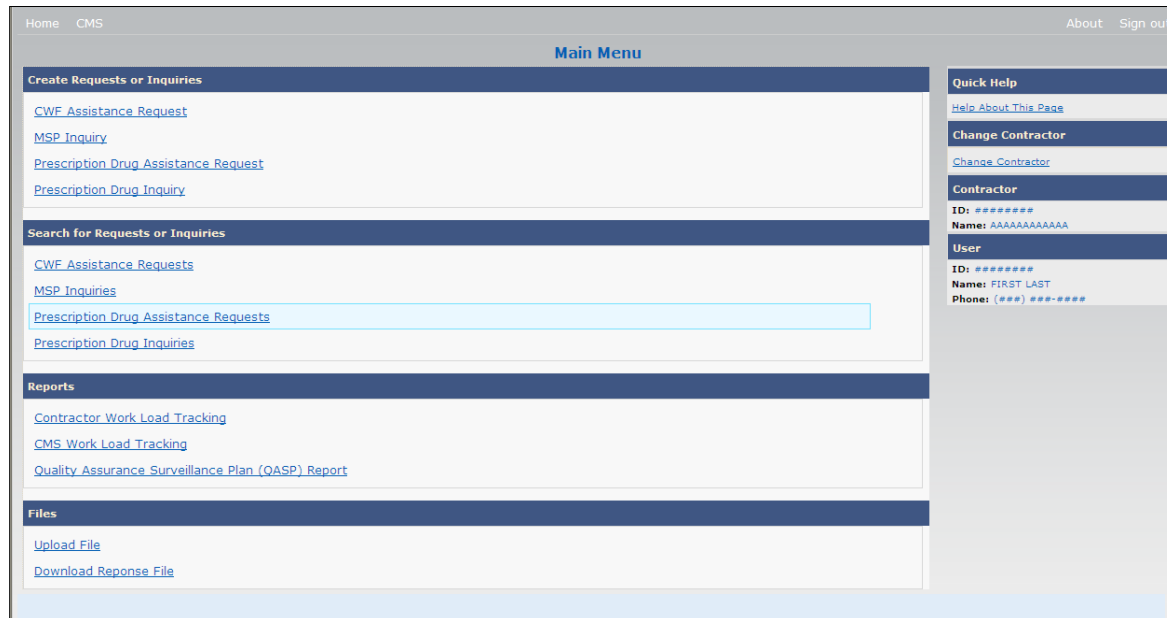 Home CMS About Sign out
Main Menu
Create Requests or Inquiries
CWF Assistance Request
MSP Inquiry
Prescription Drug Assistance Request
Prescription Drug Inquiry
Search for Requests or Inquiries
CWF Assistance Requests
MSP Inquiries
Prescription Drug Assistance Requests
Prescription Drug Inquiries
Reports
Contractor Work Load Tracking
CMS Work Load Tracking
Quality Assurance Surveillance Plan (QASP) Report
Files
Upload File
Download Reponse File
Quick Help
Help About This Page
Change Contractor
Change Contractor
Contractor
ID: ########
Name: AAAAAAAAAAAA
User
ID: ########
Name: FIRST LAST
Phone: (###) ###-####